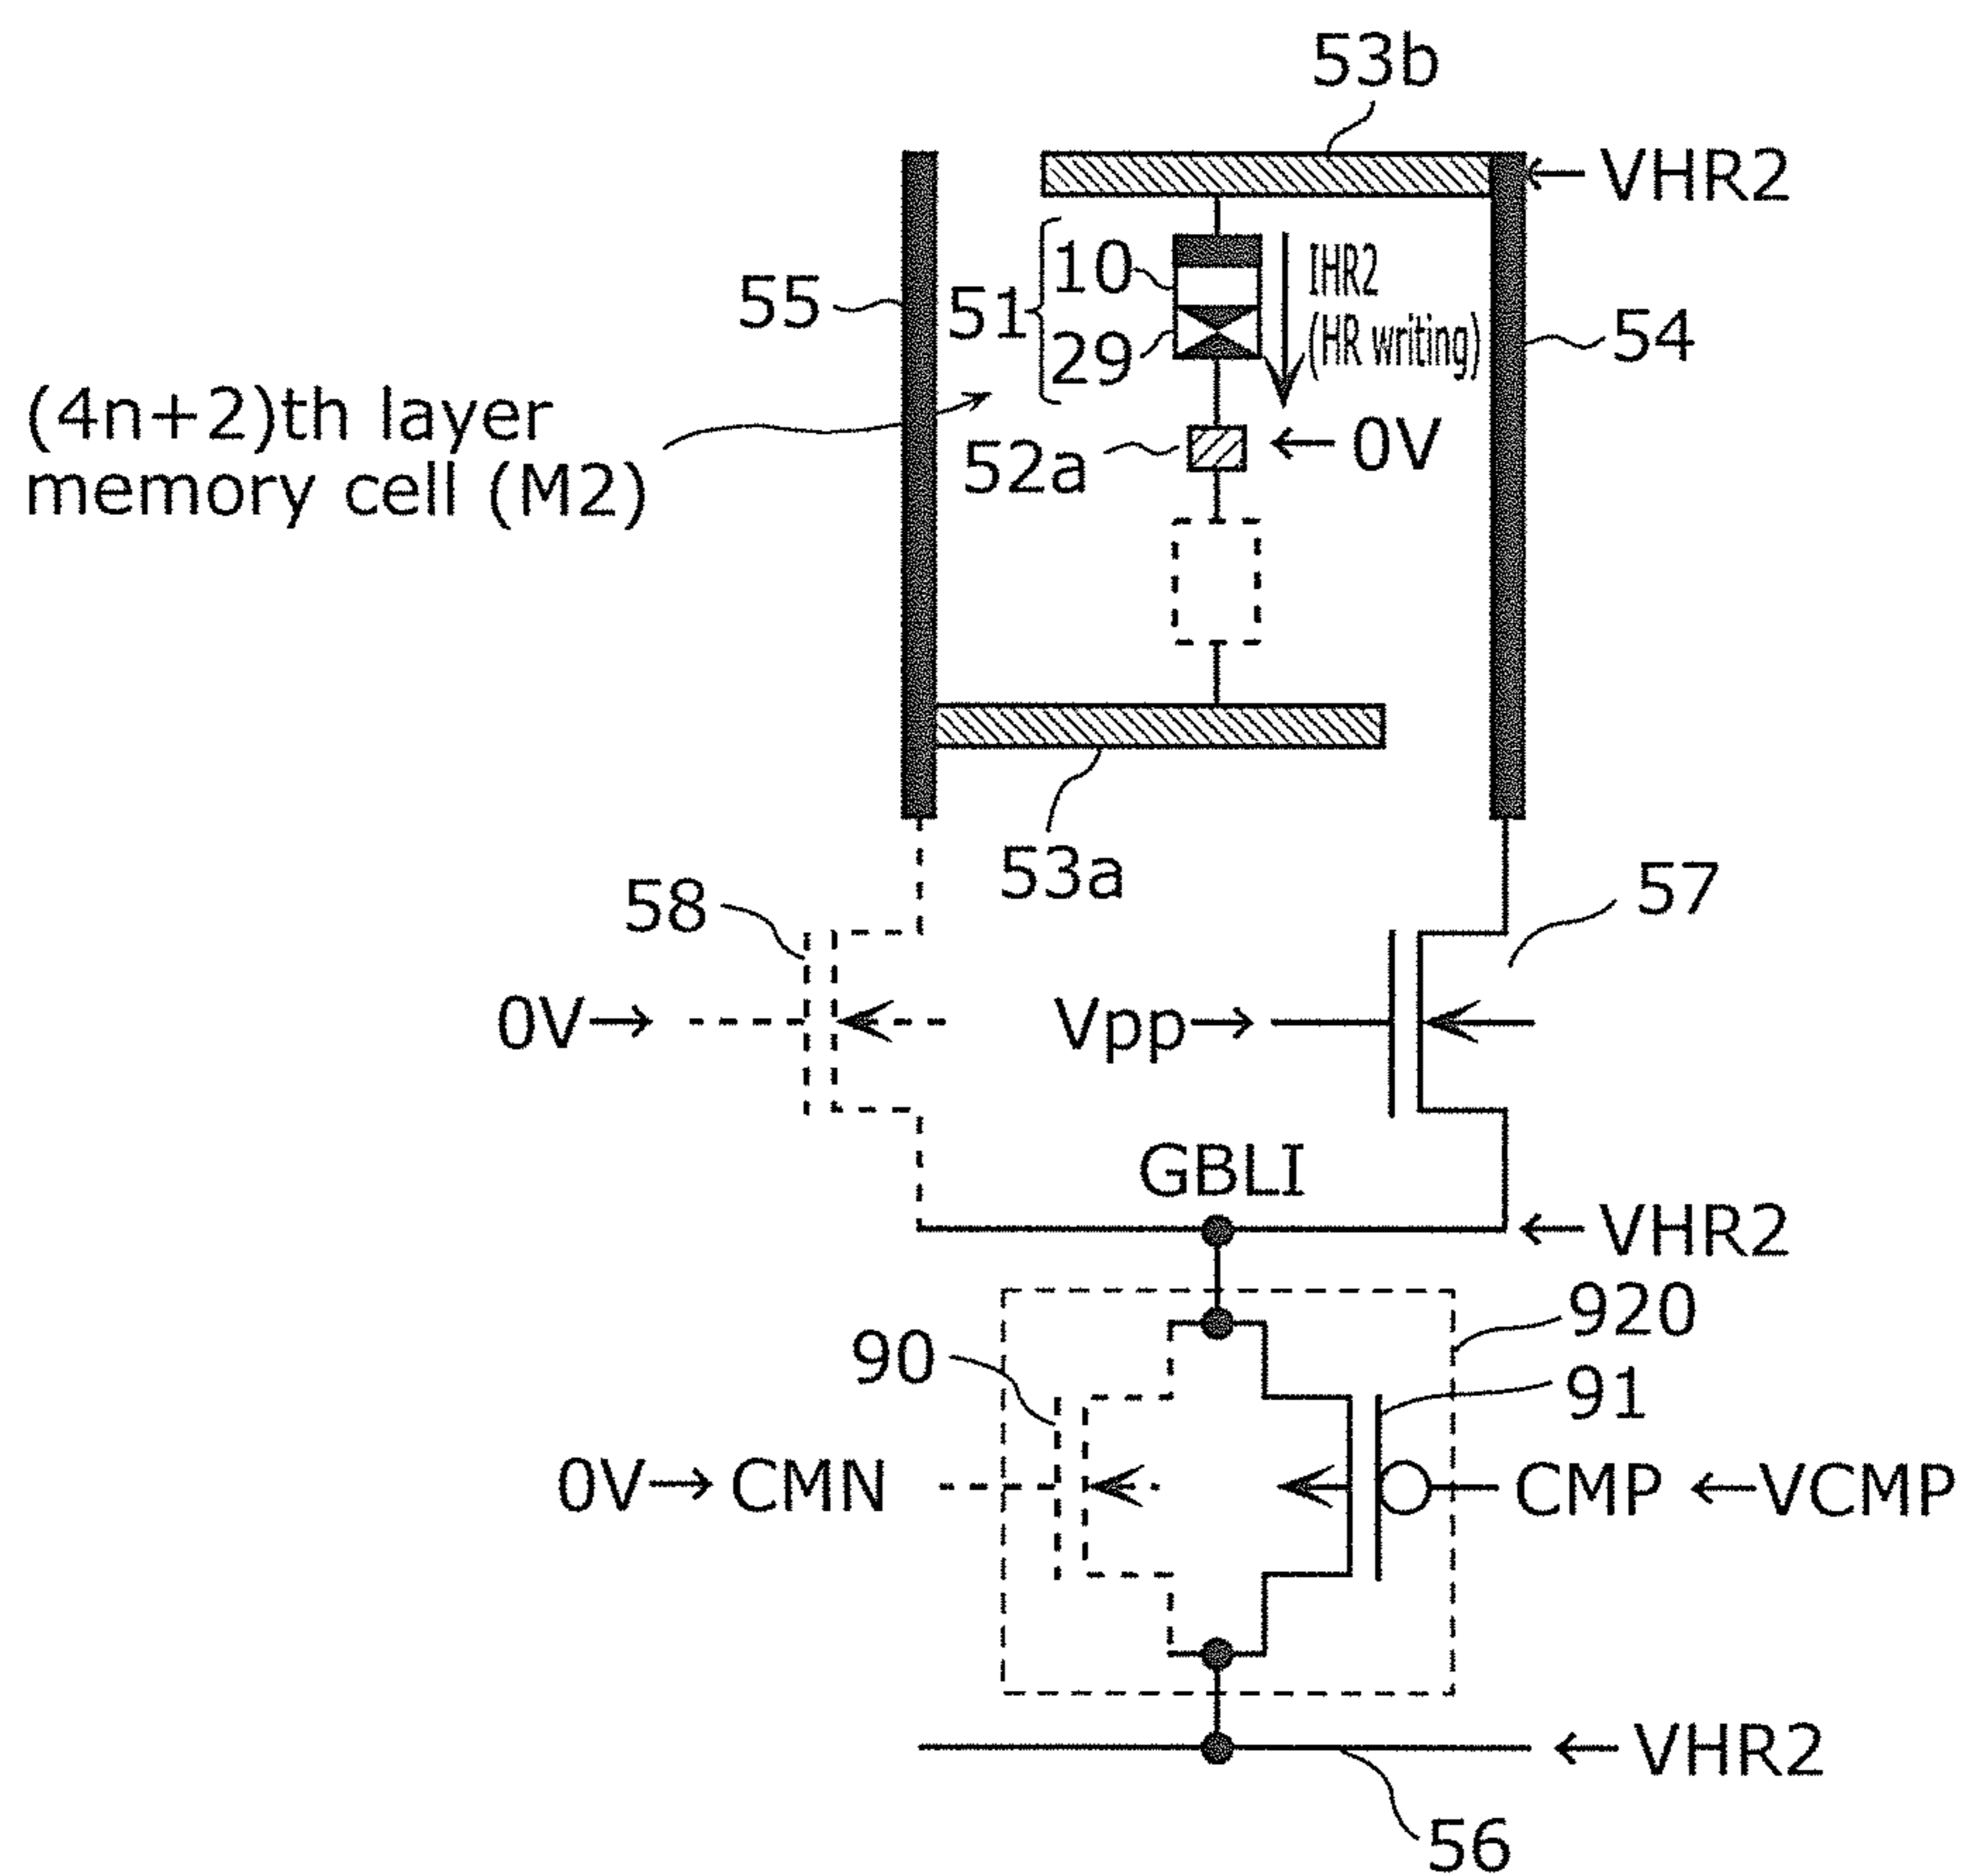 53b
VHR2
10
IHR2
55
51
54
(HR writing)
29
(4n+2)th layer
memory cell (M2)
52a
0V
53a
58
57
0V
Vpp
GBLI
VHR2
920
90
91
0V CMN
CMP VCMP
VHR2
56